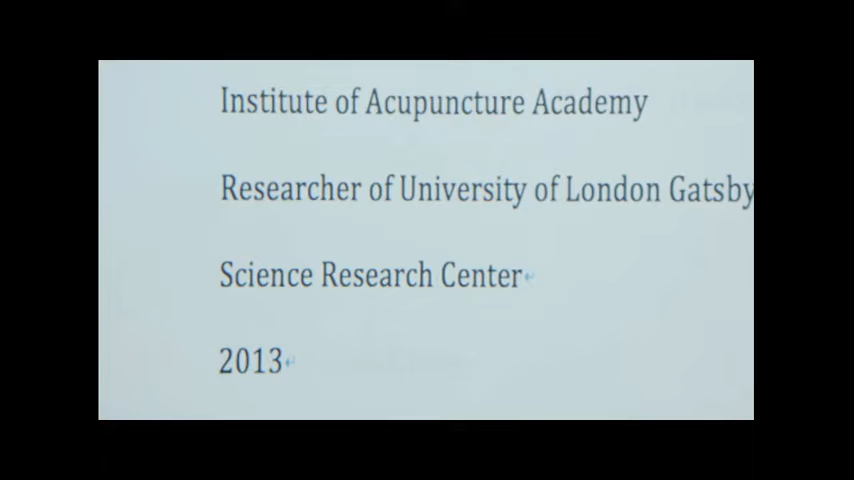 Institute of Acupuncture Academy
Researcher of University of London Gatsby
Science Research Center
2013